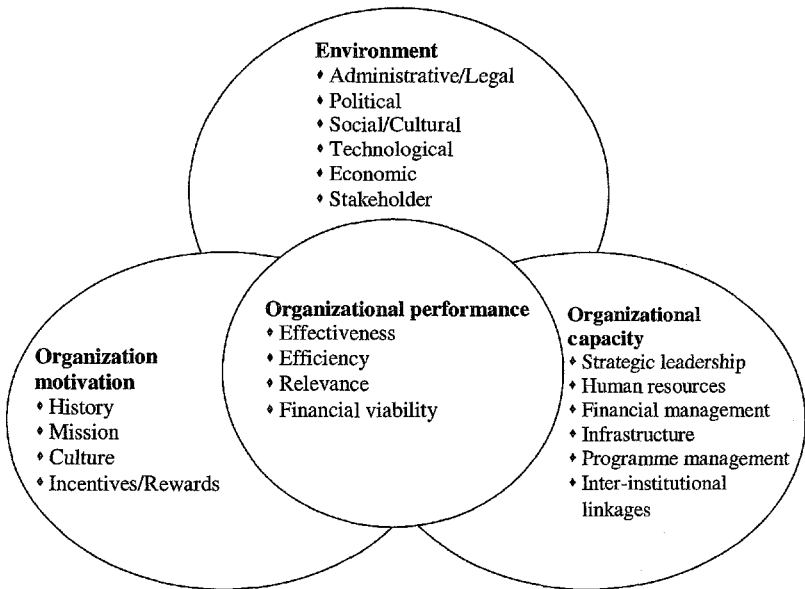 Environment
♦ Administrative/Legal
♦ Political
♦ Social/Cultural
♦ Technological
♦ Economic
♦ Stakeholder
Organizational performance
♦ Effectiveness
♦ Efficiency
♦ Relevance
♦ Financial viability
Organization
motivation
♦ History
♦ Mission
♦ Culture
♦ Incentives/Rewards
Organizational
capacity
♦ Strategic leadership
♦ Human resources
♦ Financial management
♦ Infrastructure
♦ Programme management
♦ Inter-institutional
linkages